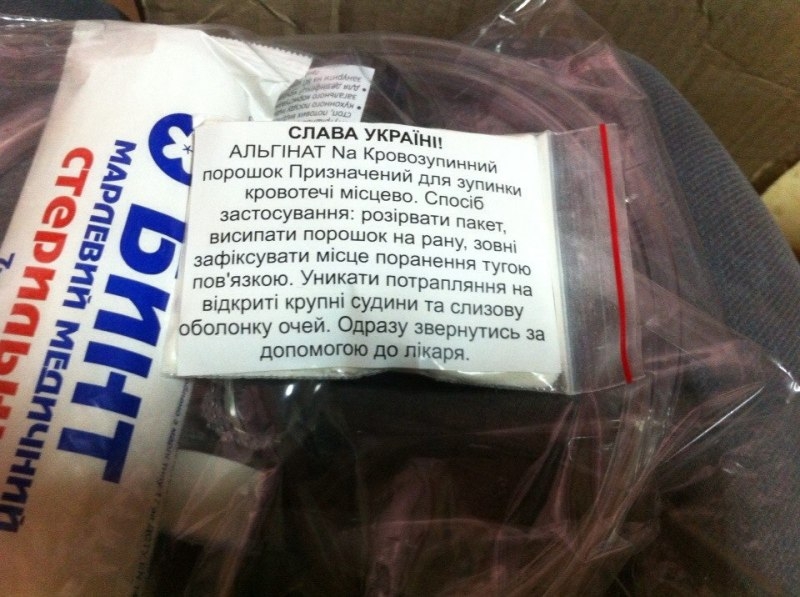 СЛАВА УКРАЇНІ!
АЛЬГІНАТ Na Кровозупинний
порошок Призначений для зупинки
кровотечі місцево. Спосіб
застосування: розірвати пакет,
висипати порошок на рану, зовні
зафіксувати місце поранення тугою
пов'язкою. Уникати потрапляння на
відкриті крупні судини та слизову
оболонку очей. Одразу звернутись за
допомогою до лікаря.
БИНТ
МАРЛЕВИЙ МЕДИЧНИЙ